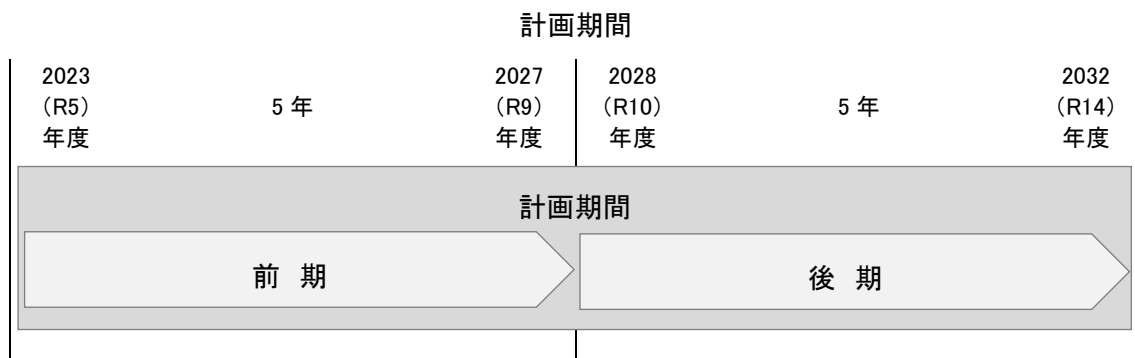 計画期間
2023
（R5）
年度
5 年
2027
（R9）
年度
2028
（R10）
年度
5 年
2032
（R14）
年度
計画期間
前 期
後 期